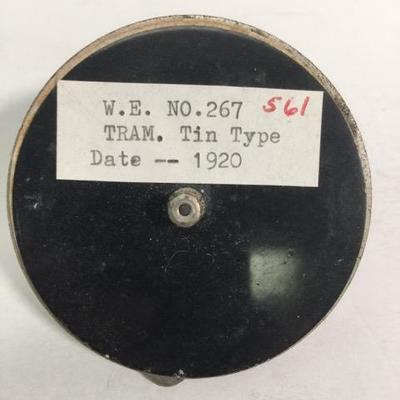 W.E. NO.267 561
TRAM. Tin Type
Date -- 1920